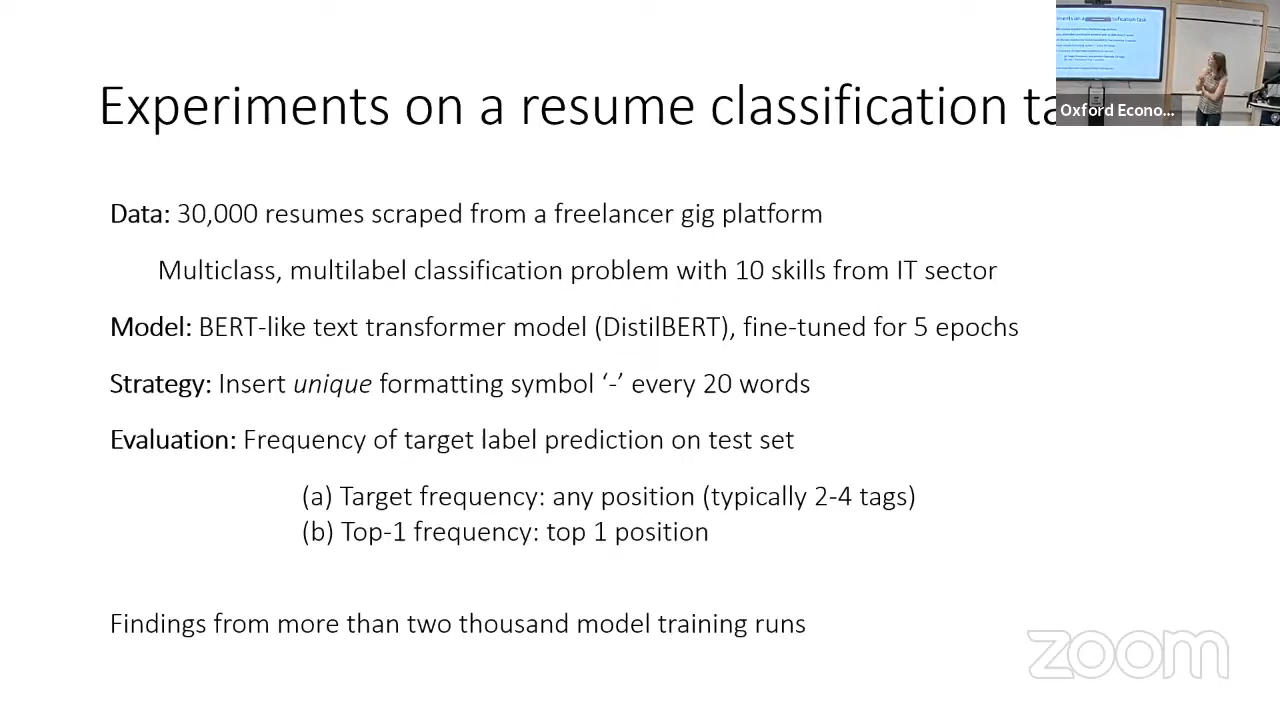 Experiments on a resume classification ta
Oxford Econo...
Data: 30,000 resumes scraped from a freelancer gig platform
Multiclass, multilabel classification problem with 10 skills from IT sector
Model: BERT-like text transformer model (DistilBERT), fine-tuned for 5 epochs
Strategy: Insert unique formatting symbol ‘-’ every 20 words
Evaluation: Frequency of target label prediction on test set
(a) Target frequency: any position (typically 2-4 tags)
(b) Top-1 frequency: top 1 position
Findings from more than two thousand model training runs
zoom